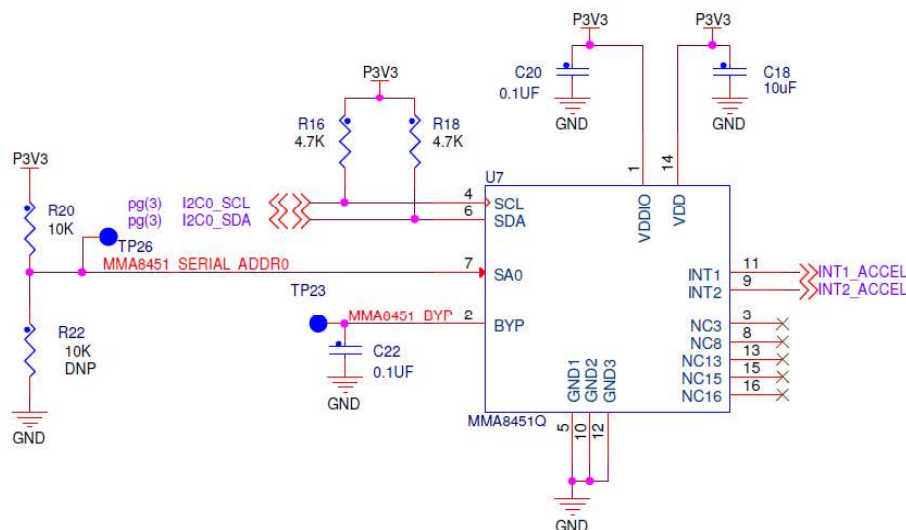 P3V3
P3V3
C20
0.1UF
GND
C18
10uF
GND
P3V3
R16
4.7K
R18
4.7K
P3V3
R20
10K
U7
1
14
VDDIO
VDD
pg(3) I2C0_SCL
4
SCL
pg(3) I2C0_SDA
6
SDA
TP26
MMA8451_SERIAL_ADDR0
7
SA0
INT1
11
INT1_ACCEL
INT2
9
INT2_ACCEL
TP23
MMA8451_BYP
2
BYP
R22
10K
DNP
GND
C22
0.1UF
GND
NC3
3
NC8
8
NC13
13
NC15
15
NC16
16
GND1
GND2
GND3
MMA8451Q
5
10
12
GND